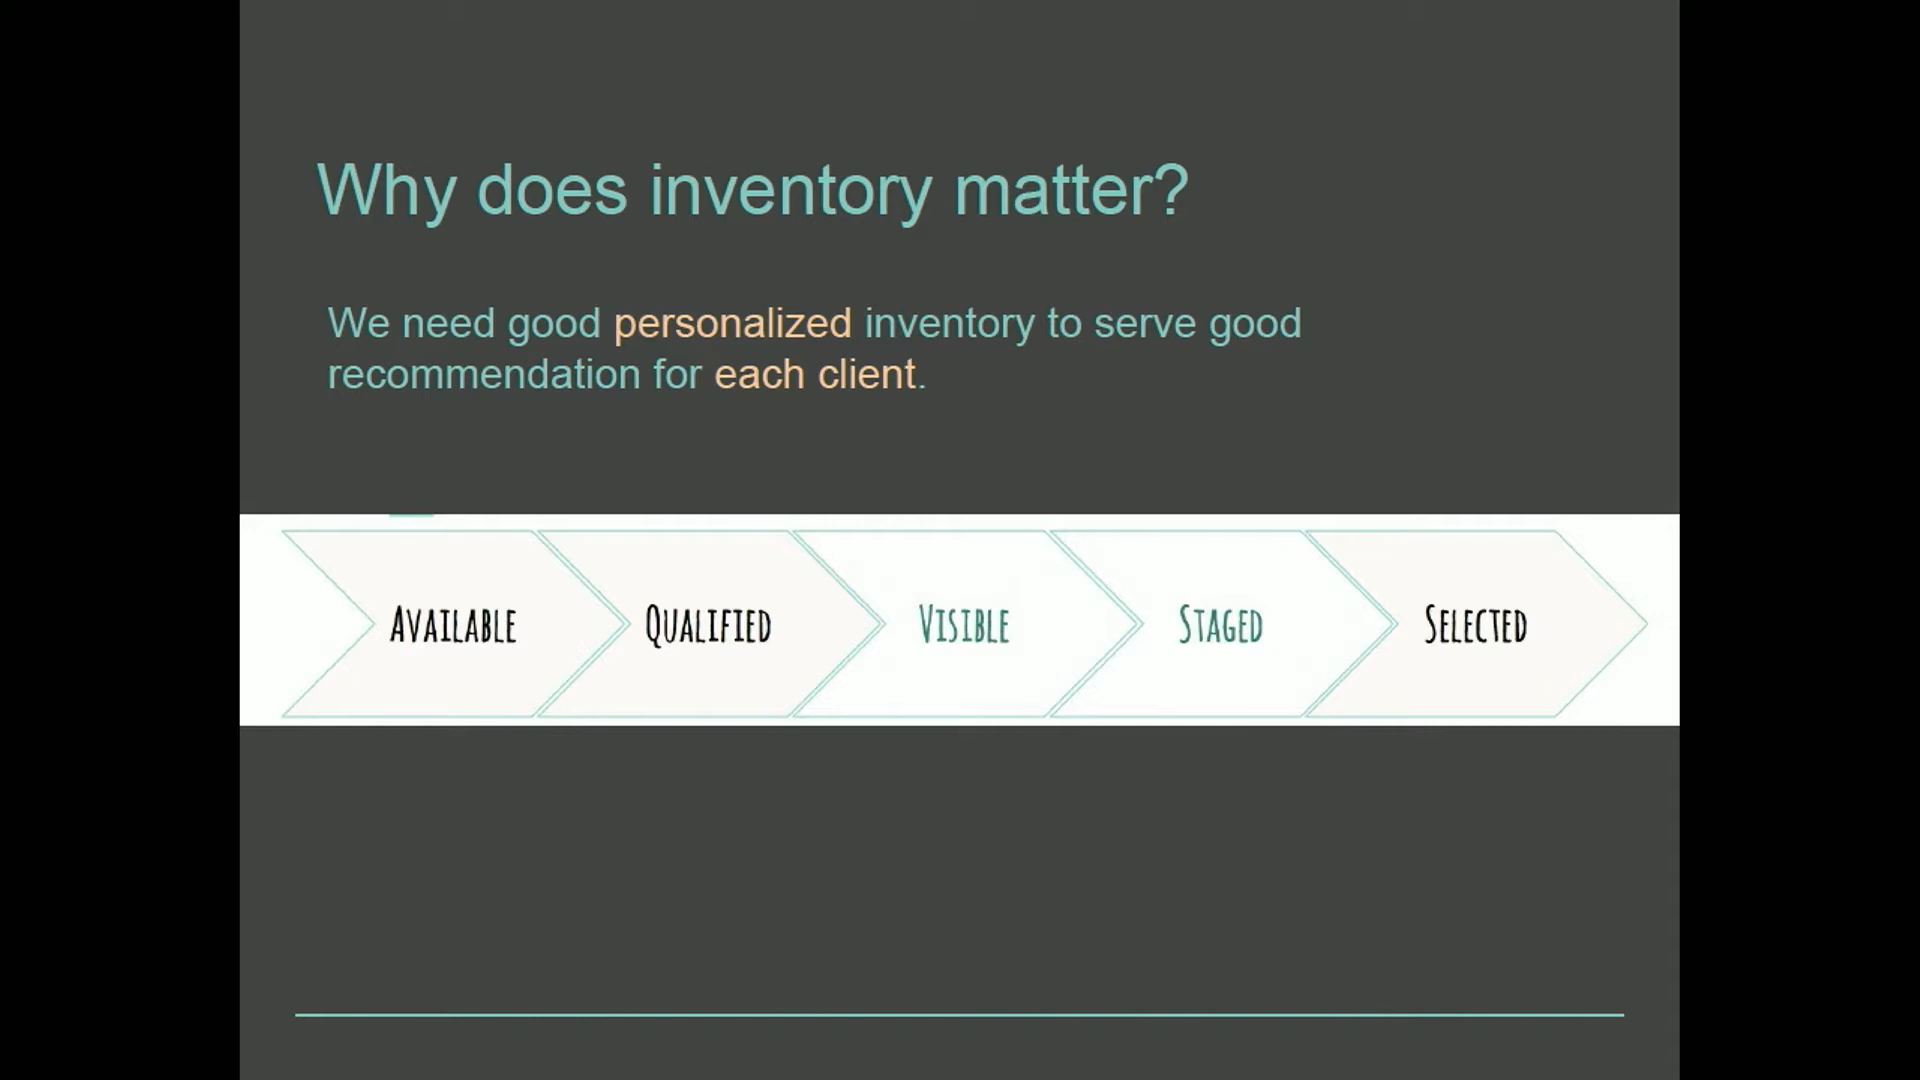 Why does inventory matter?
We need good personalized inventory to serve good
recommendation for each client.
AVAILABLE
QUALIFIED
VISIBLE
STAGED
SELECTED